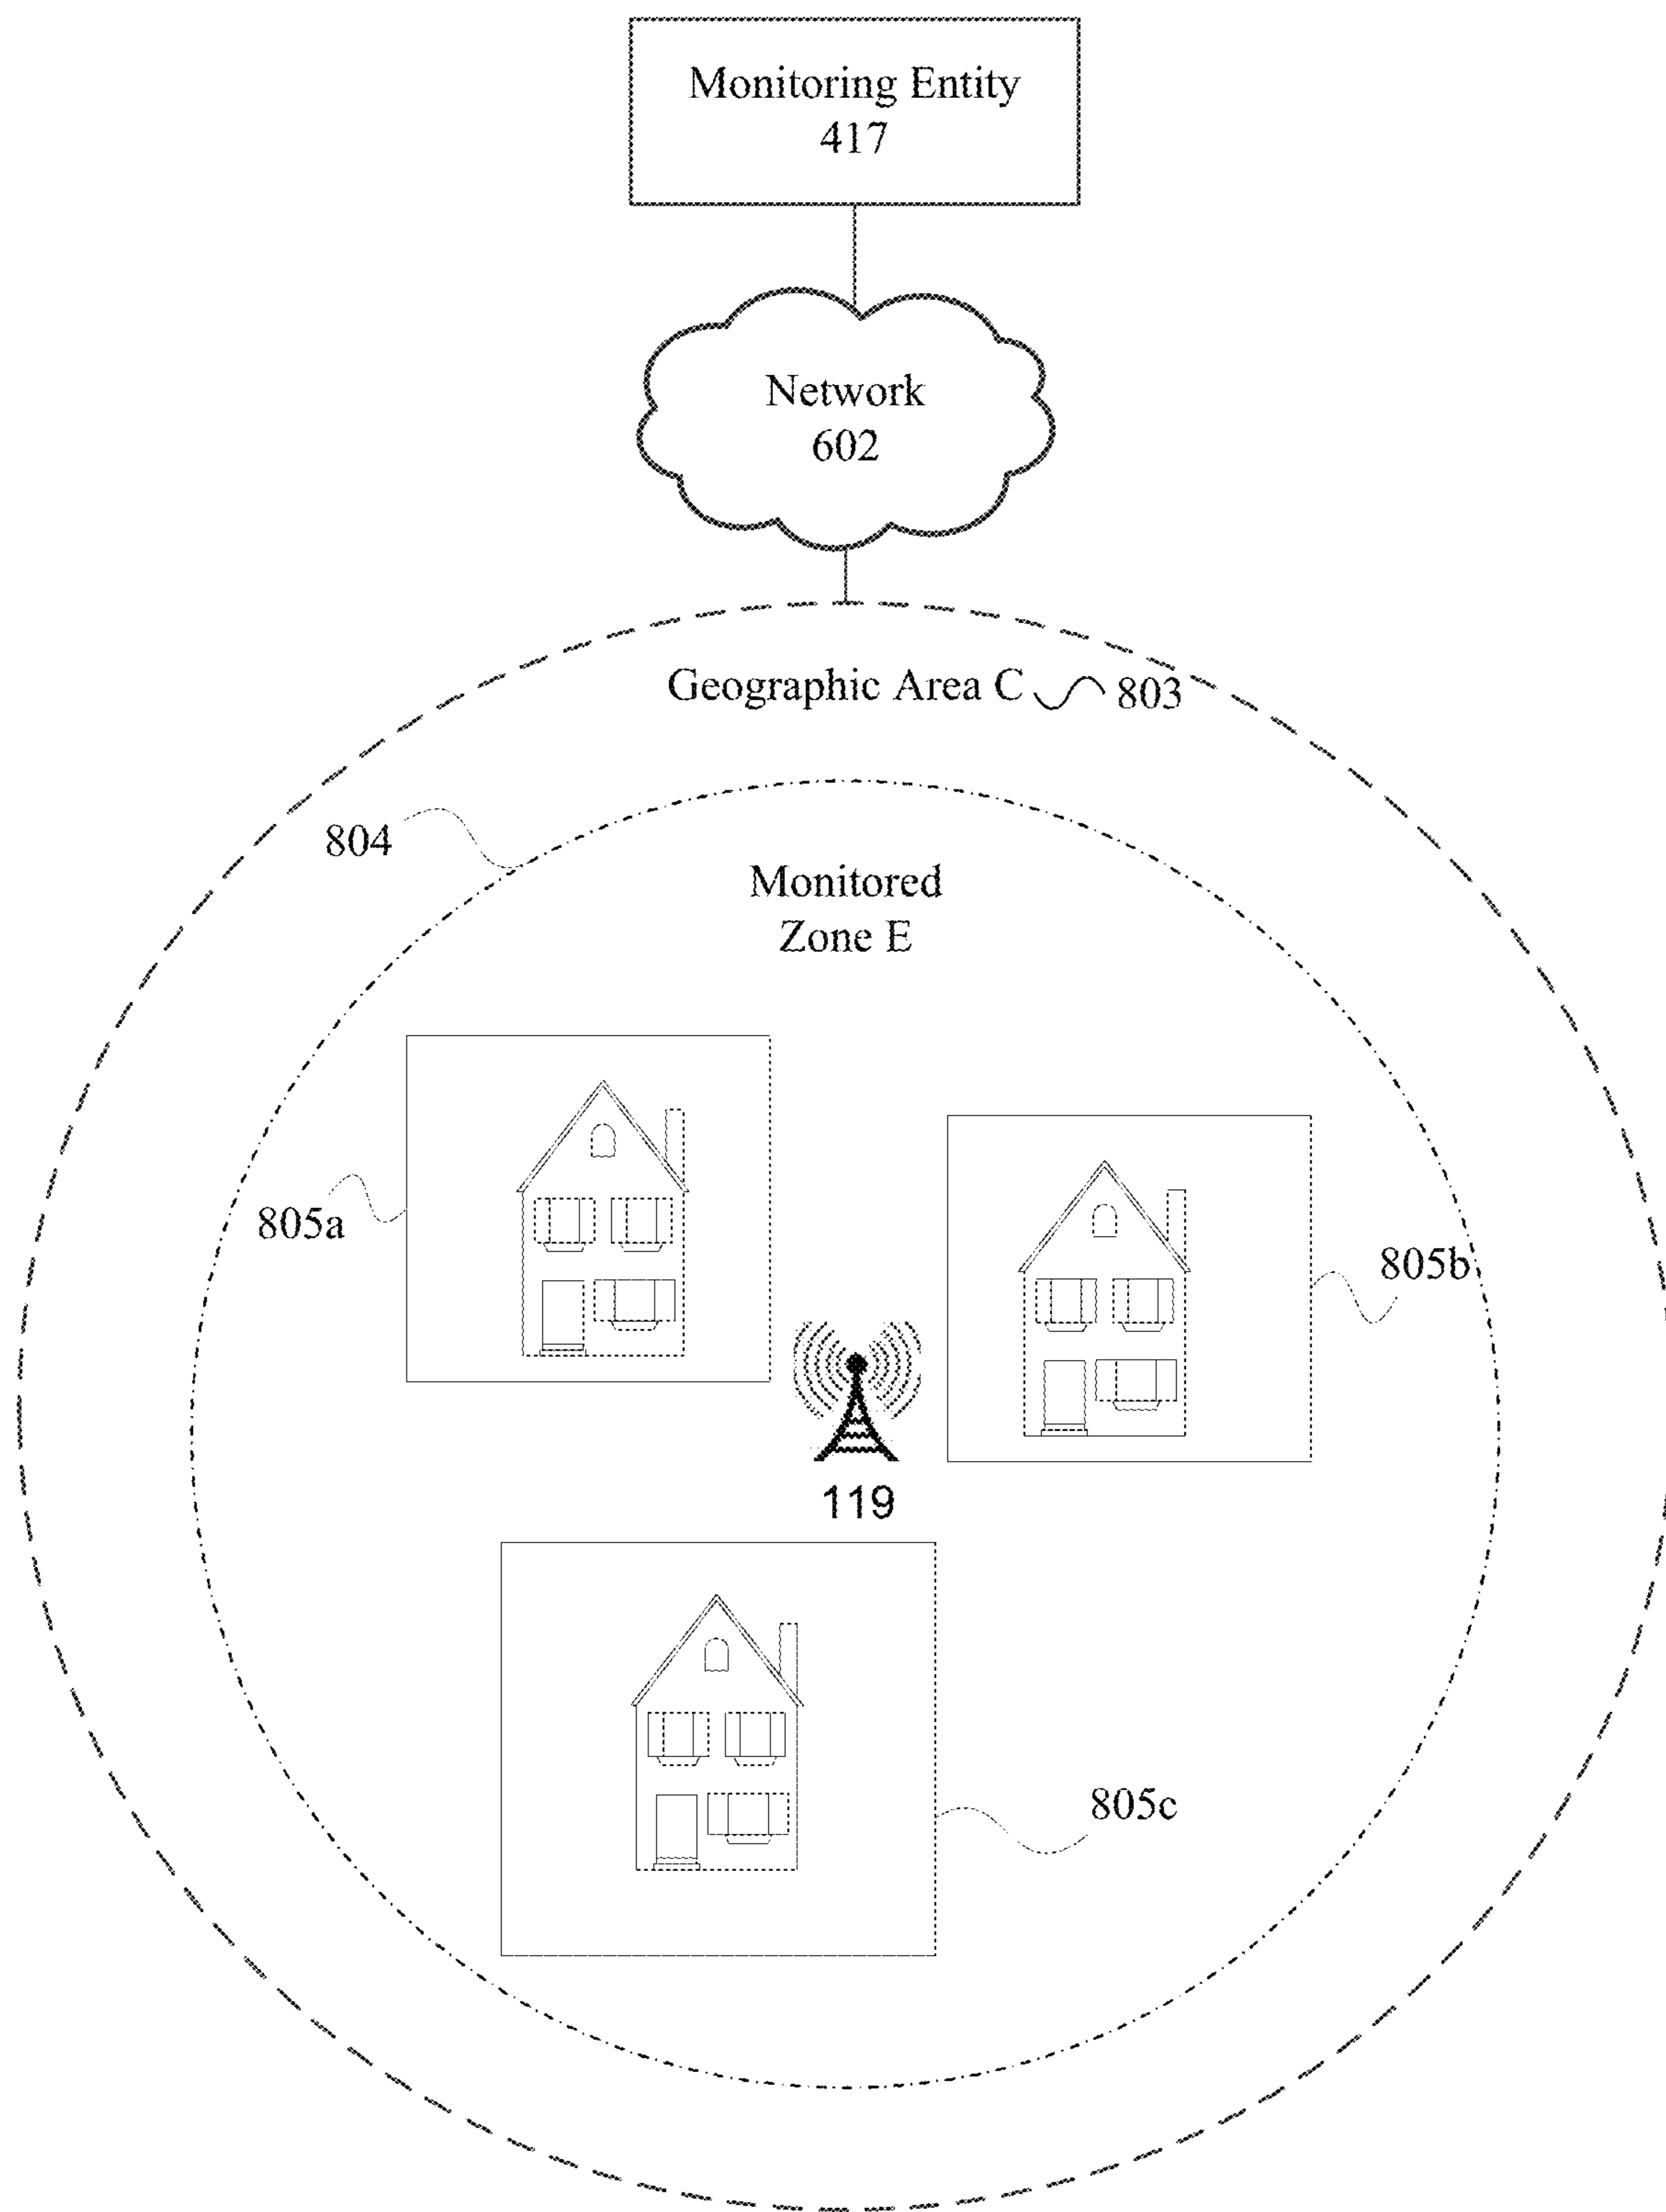 Monitoring Entity
417
Network
602
Geographic Area C 803
804
Monitored
Zone E
805a
805b
119
805c